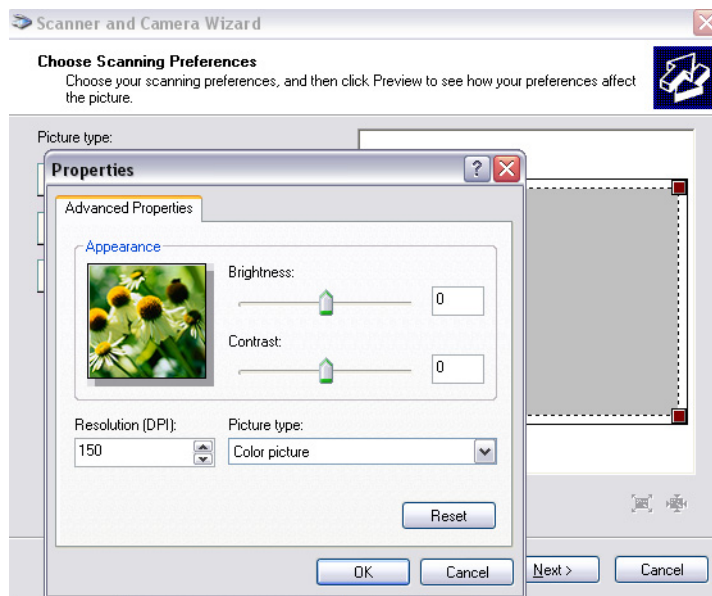 Scanner and Camera Wizard
Choose Scanning Preferences
Choose your scanning preferences, and then click Preview to see how your preferences affect
the picture.
Picture type:
Properties
Advanced Properties
Appearance
Brightness:
0
Contrast:
0
Resolution (DPI):
Picture type:
150
Color picture
Reset
OK
Cancel
Next >
Cancel